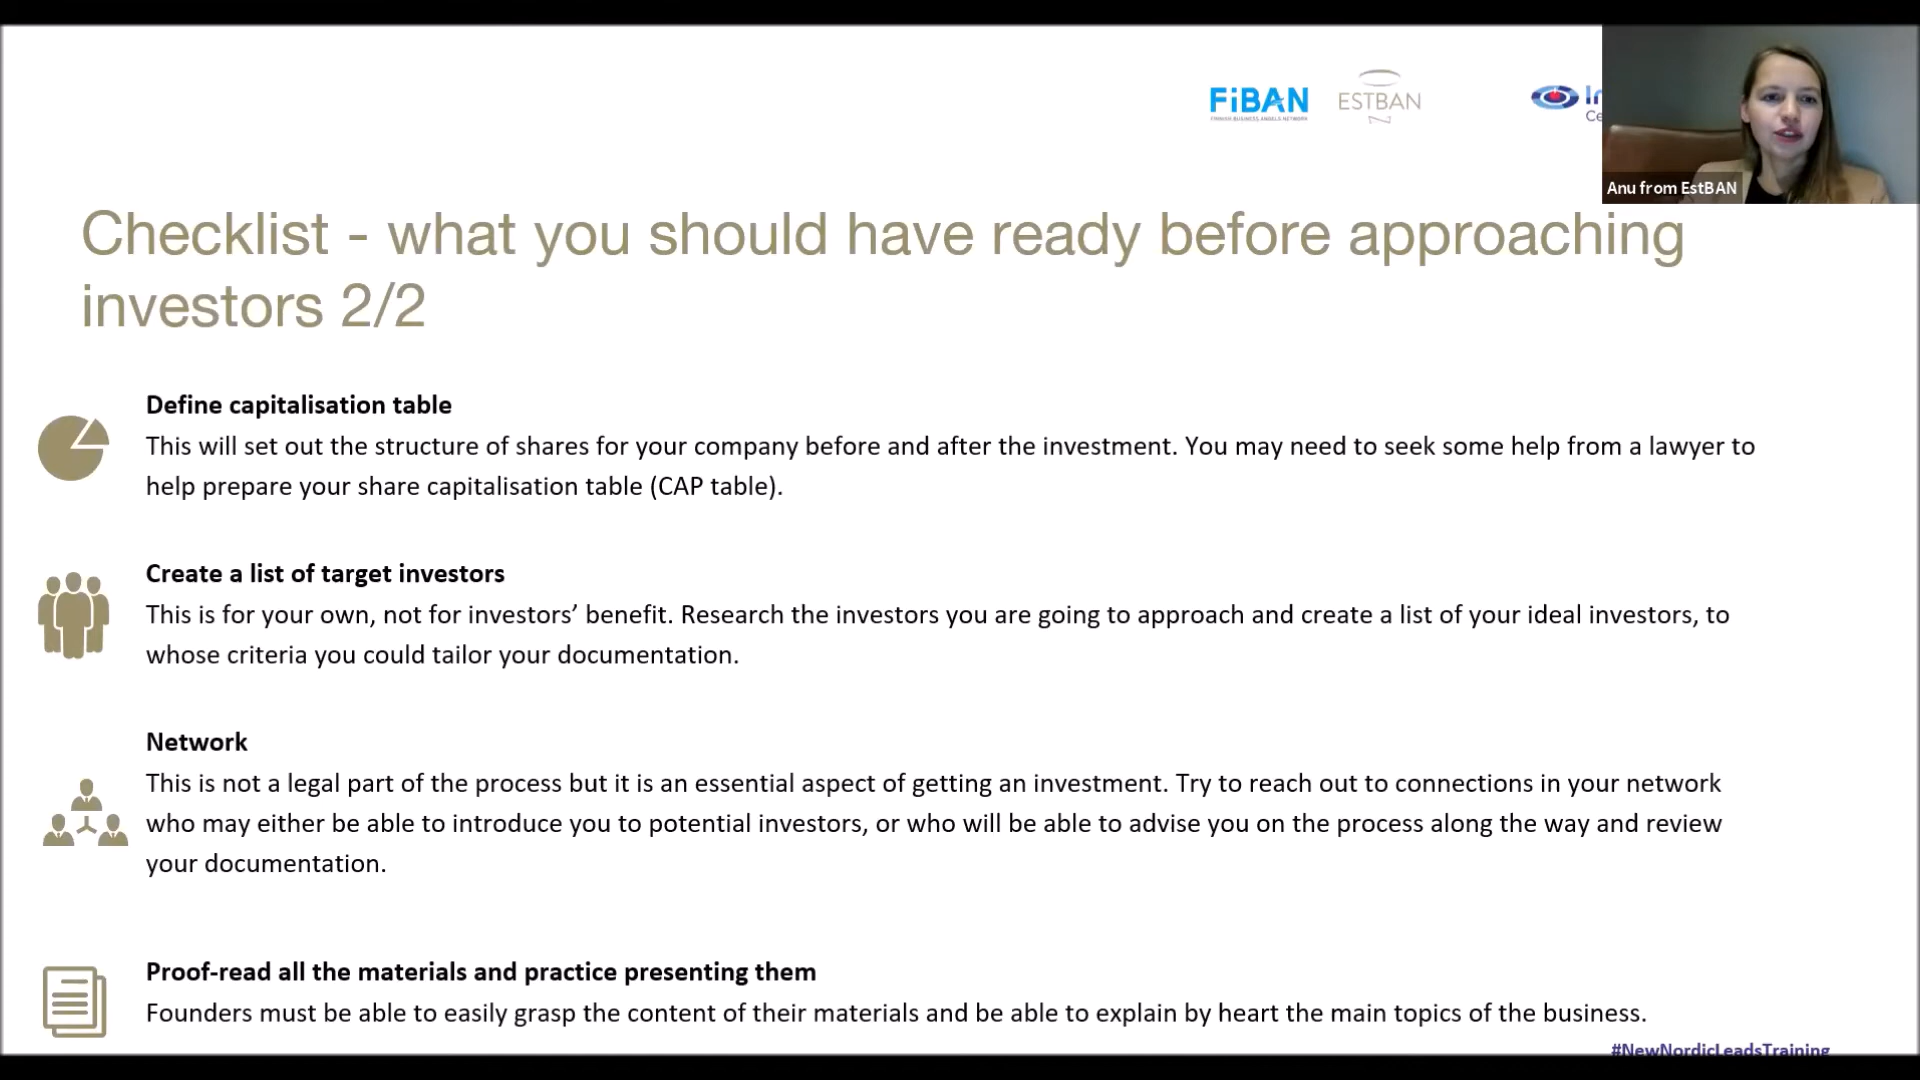 FiBAN
FINNISH BUSINESS ANGELS NETWORK
ESTBAN
Anu from EstBAN
Checklist - what you should have ready before approaching
investors 2/2
Define capitalisation table
This will set out the structure of shares for your company before and after the investment. You may need to seek some help from a lawyer to
help prepare your share capitalisation table (CAP table).
Create a list of target investors
This is for your own, not for investors’ benefit. Research the investors you are going to approach and create a list of your ideal investors, to
whose criteria you could tailor your documentation.
Network
This is not a legal part of the process but it is an essential aspect of getting an investment. Try to reach out to connections in your network
who may either be able to introduce you to potential investors, or who will be able to advise you on the process along the way and review
your documentation.
Proof-read all the materials and practice presenting them
Founders must be able to easily grasp the content of their materials and be able to explain by heart the main topics of the business.
#NewNordicLeadsTraining